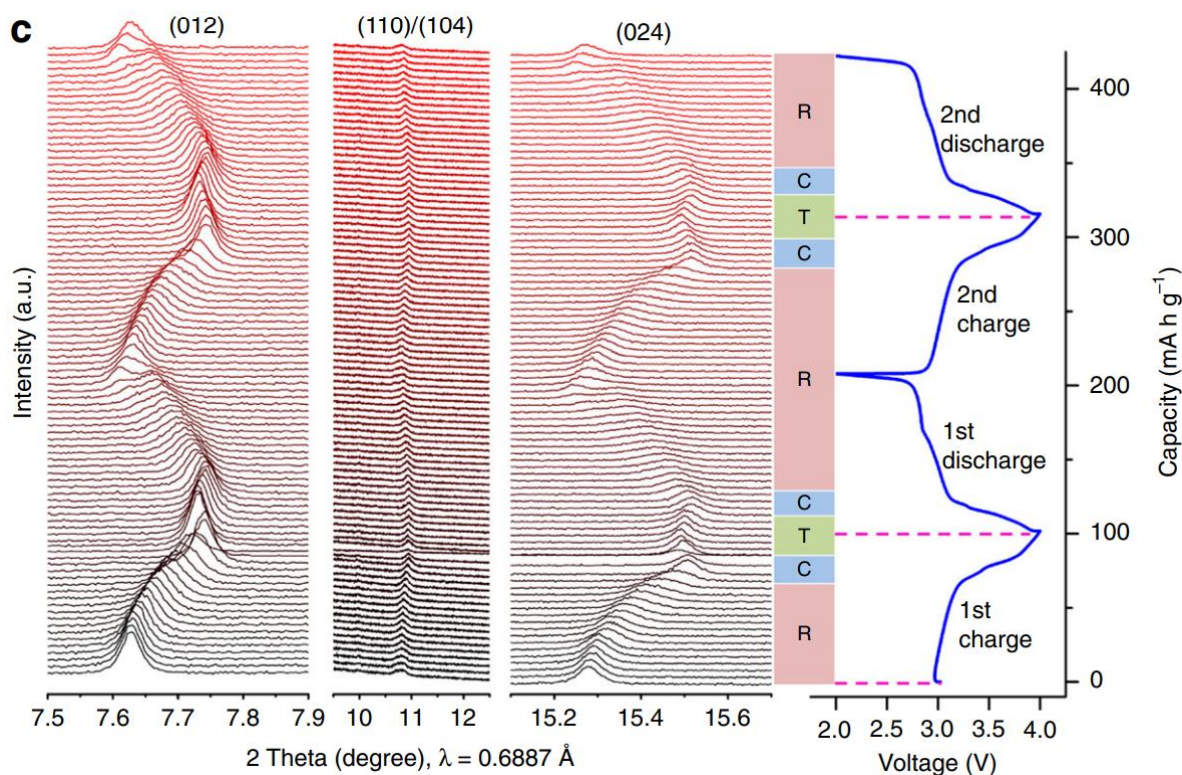 c
(012)
(110)/(104)
(024)
Intensity (a.u.)
R
C
T
C
R
C
T
C
R
2nd
discharge
2nd
charge
1st
discharge
1st
charge
400
300
200
100
0
Capacity (mA h g⁻¹)
7.5 7.6 7.7 7.8 7.9
10 11 12
15.2 15.4 15.6
2.0 2.5 3.0 3.5 4.0
2 Theta (degree), λ = 0.6887 Å
Voltage (V)